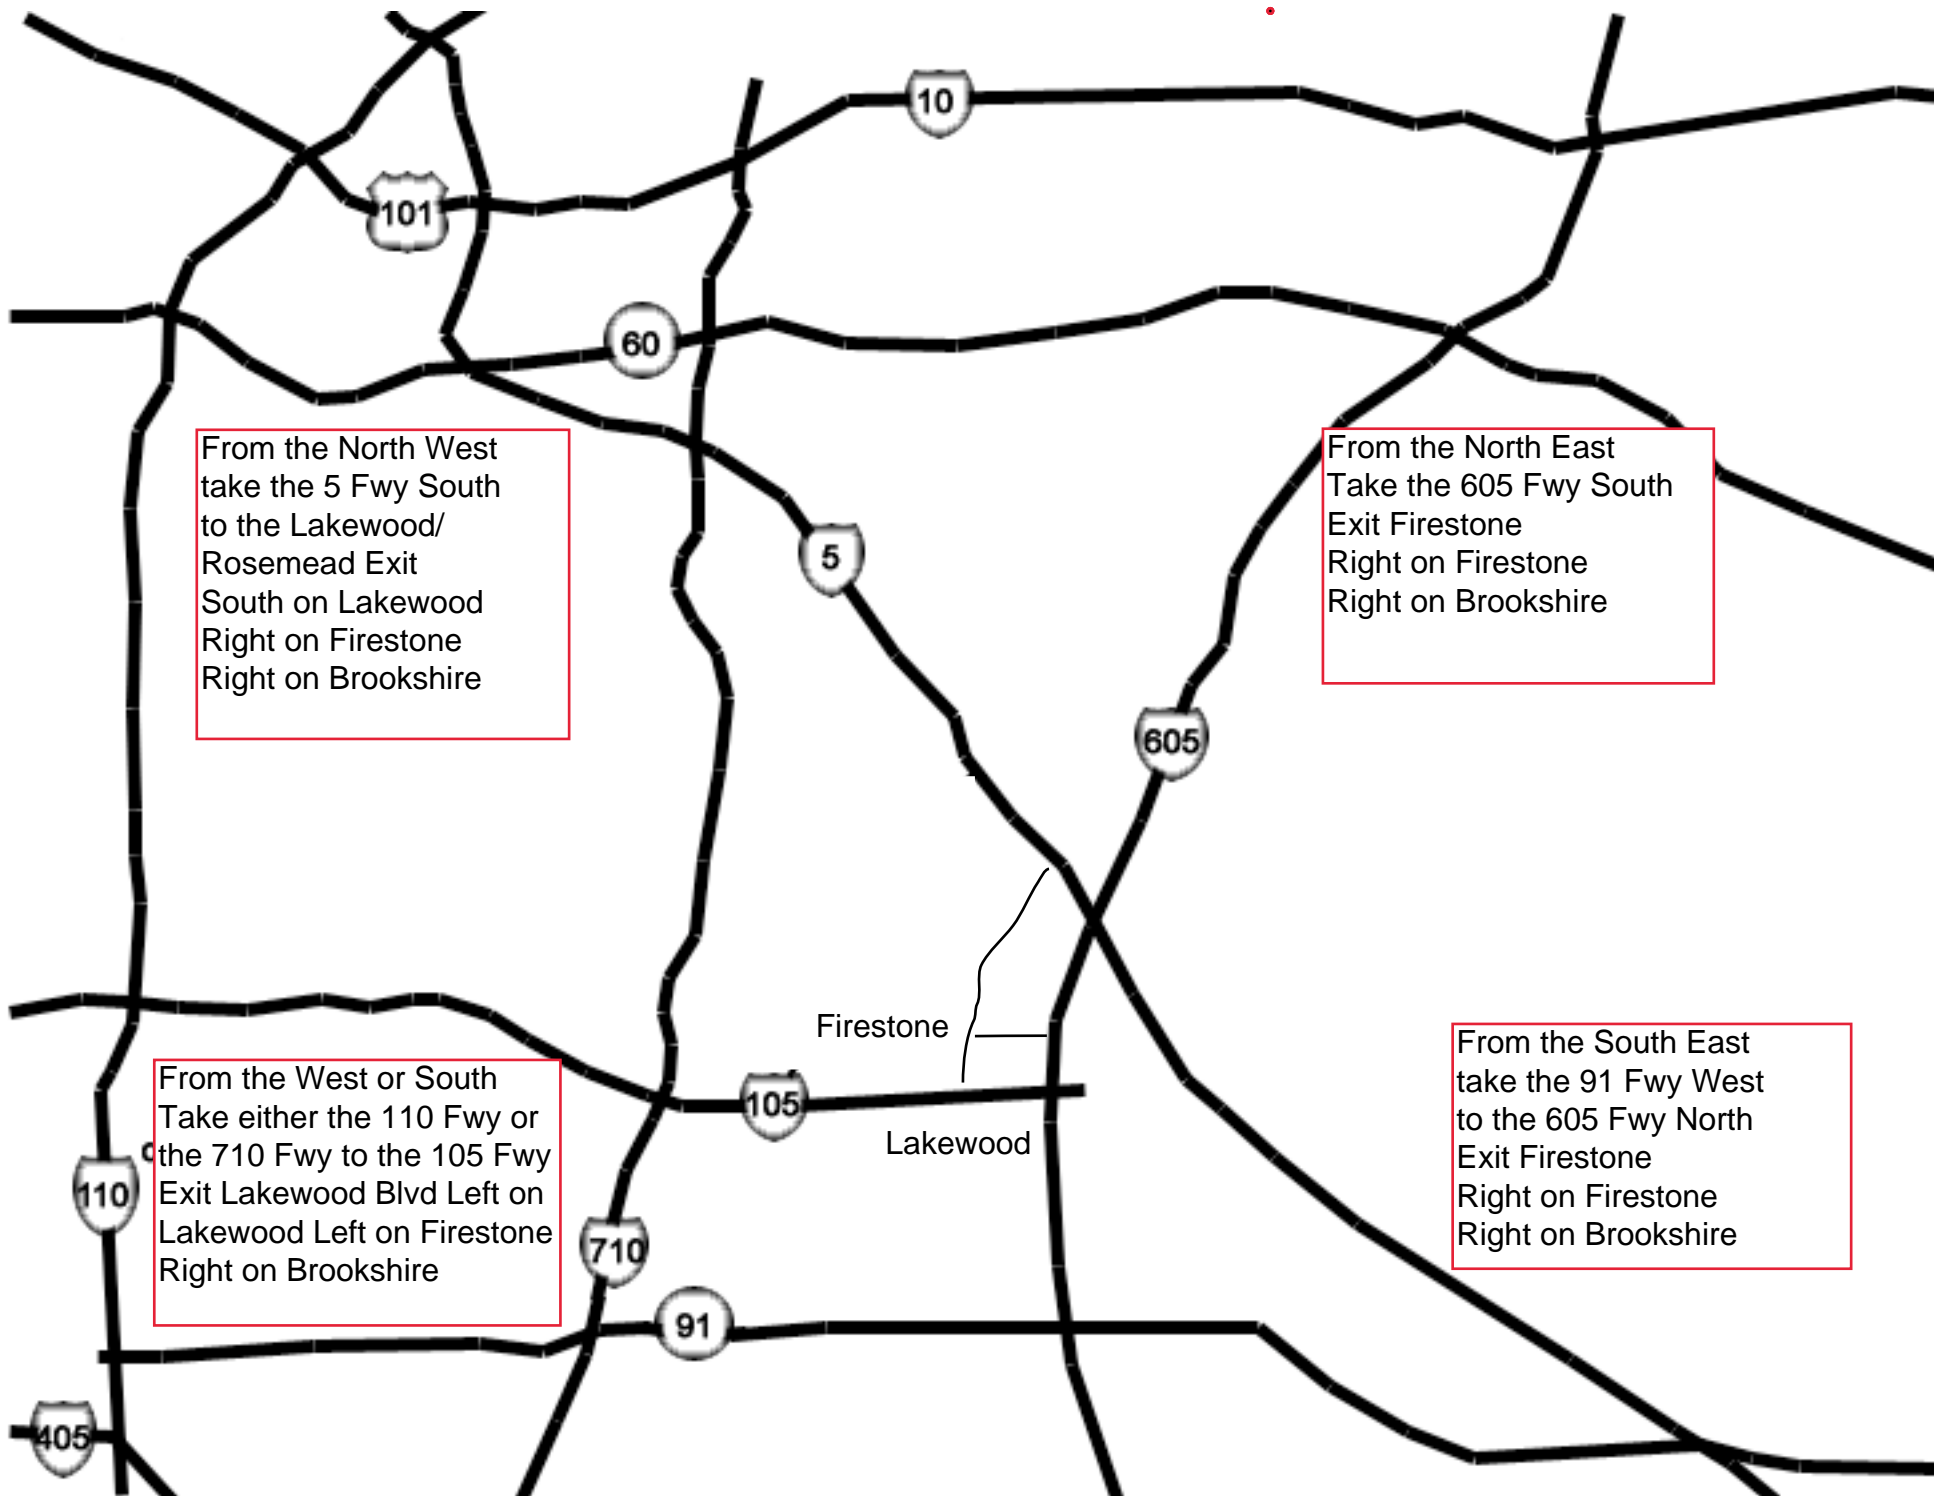 10
101
60
From the North West
take the 5 Fwy South
to the Lakewood/
Rosemead Exit
South on Lakewood
Right on Firestone
Right on Brookshire
From the North East
Take the 605 Fwy South
Exit Firestone
Right on Firestone
Right on Brookshire
5
605
Firestone
From the West or South
Take either the 110 Fwy or
the 710 Fwy to the 105 Fwy
Exit Lakewood Blvd Left on
Lakewood Left on Firestone
Right on Brookshire
105
Lakewood
From the South East
take the 91 Fwy West
to the 605 Fwy North
Exit Firestone
Right on Firestone
Right on Brookshire
110
710
91
405